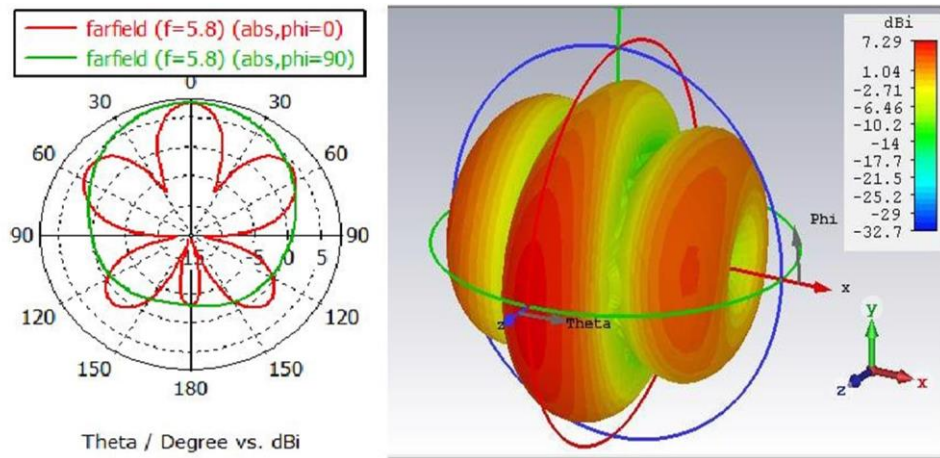 farfield (f=5.8) (abs,phi=0)
farfield (f=5.8) (abs,phi=90)
0
30 30
60 60
90 90
0 5
120 120
150 150
180
Theta / Degree vs. dBi
dBi
7.29
1.04
-2.71
-6.46
-10.2
-14
-17.7
-21.5
-25.2
-29
-32.7
Phi
x
z
Theta
y
z
x